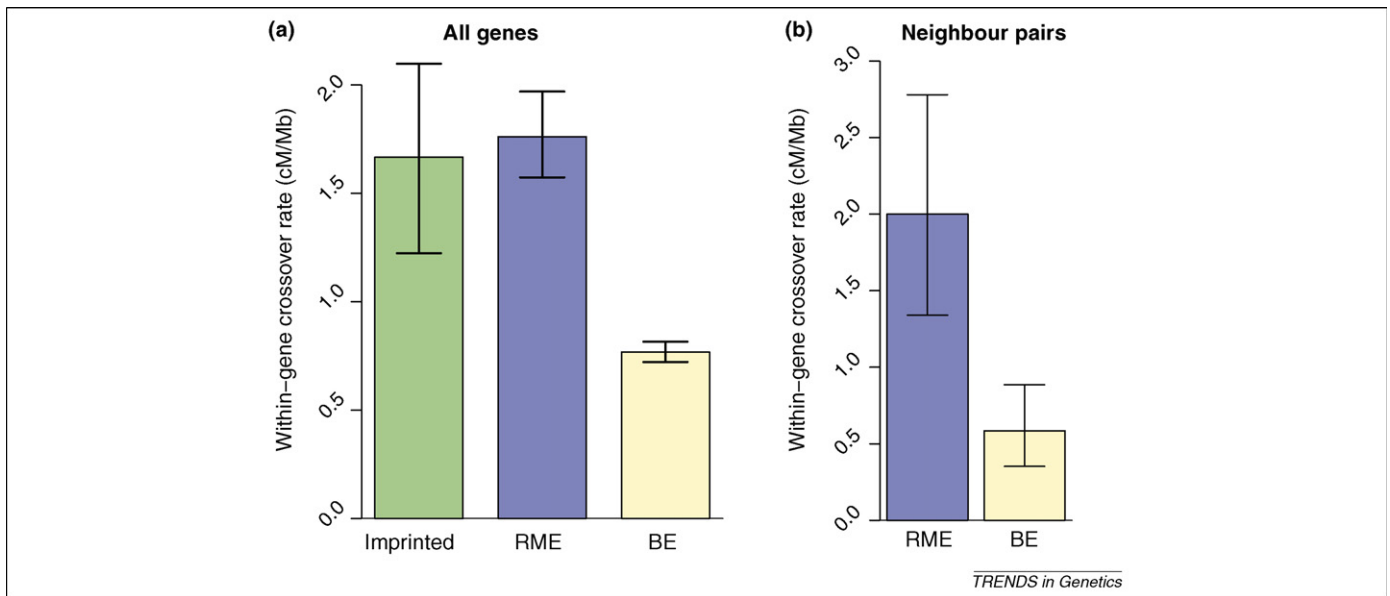 (a) All genes
Within-gene crossover rate (cM/Mb)
2.0
1.5
1.0
0.5
0.0
Imprinted RME BE
(b) Neighbour pairs
Within-gene crossover rate (cM/Mb)
3.0
2.5
2.0
1.5
1.0
0.5
0.0
RME BE
TRENDS in Genetics